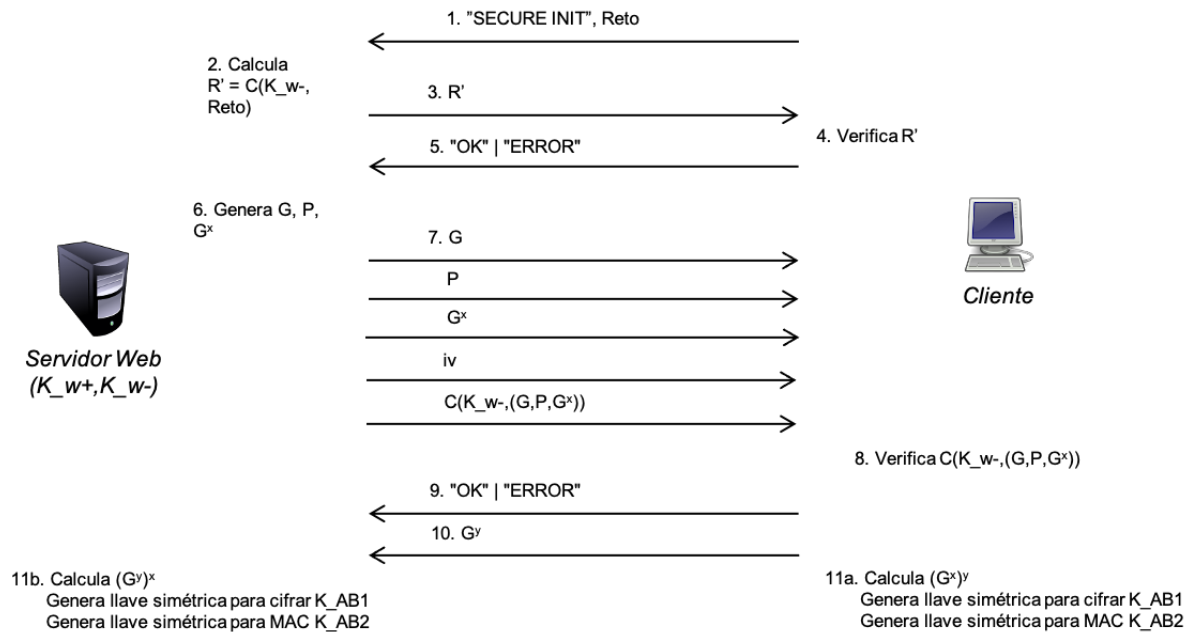 1. ”SECURE INIT”, Reto
2. Calcula
R’ = C(K_w-,
Reto)
3. R’
4. Verifica R’
5. "OK" | "ERROR"
6. Genera G, P,
Gˣ
7. G
P
Gˣ
iv
C(K_w-,(G,P,Gˣ))
Servidor Web
(K_w+,K_w-)
Cliente
8. Verifica C(K_w-,(G,P,Gˣ))
9. "OK" | "ERROR"
10. Gʸ
11b. Calcula (Gʸ)ˣ
Genera llave simétrica para cifrar K_AB1
Genera llave simétrica para MAC K_AB2
11a. Calcula (Gˣ)ʸ
Genera llave simétrica para cifrar K_AB1
Genera llave simétrica para MAC K_AB2